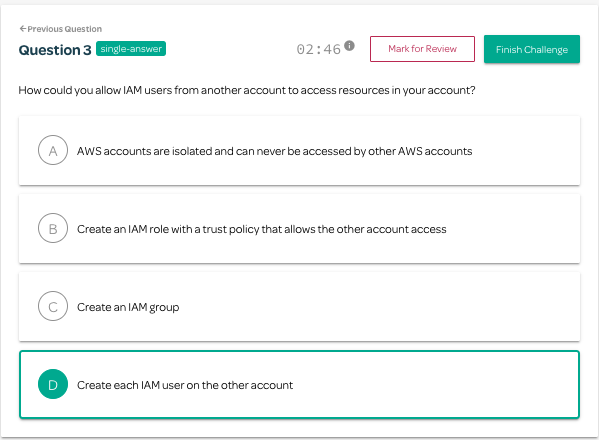 ←Previous Question
Question 3 single-answer 02:46 i Mark for Review Finish Challenge
How could you allow IAM users from another account to access resources in your account?
A AWS accounts are isolated and can never be accessed by other AWS accounts
B Create an IAM role with a trust policy that allows the other account access
C Create an IAM group
D Create each IAM user on the other account